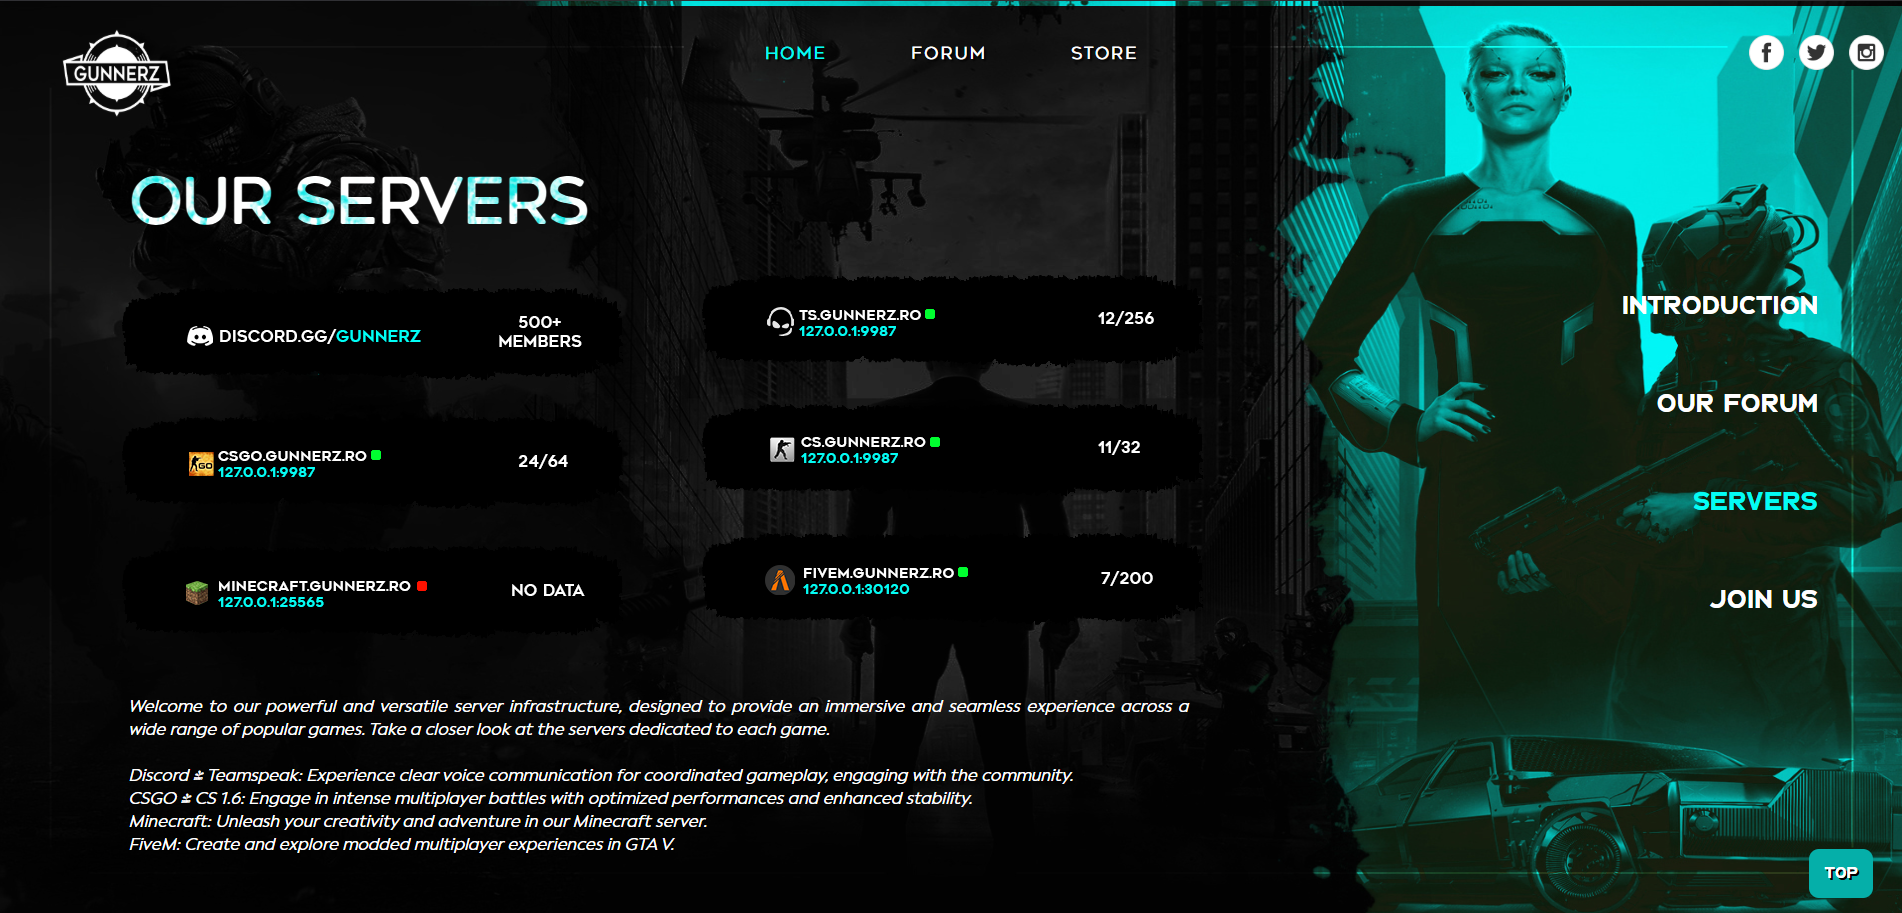 GUNNERZ
HOME
FORUM
STORE
OUR SERVERS
DISCORD.GG/GUNNERZ
500+
MEMBERS
TS.GUNNERZ.RO
127.0.0.1:9987
12/256
CSGO.GUNNERZ.RO
127.0.0.1:9987
24/64
CS.GUNNERZ.RO
127.0.0.1:9987
11/32
MINECRAFT.GUNNERZ.RO
127.0.0.1:25565
NO DATA
FIVEM.GUNNERZ.RO
127.0.0.1:30120
7/200
INTRODUCTION
OUR FORUM
SERVERS
JOIN US
Welcome to our powerful and versatile server infrastructure, designed to provide an immersive and seamless experience across a
wide range of popular games. Take a closer look at the servers dedicated to each game.
Discord & Teamspeak: Experience clear voice communication for coordinated gameplay, engaging with the community.
CSGO & CS 1.6: Engage in intense multiplayer battles with optimized performances and enhanced stability.
Minecraft: Unleash your creativity and adventure in our Minecraft server.
FiveM: Create and explore modded multiplayer experiences in GTA V.
TOP